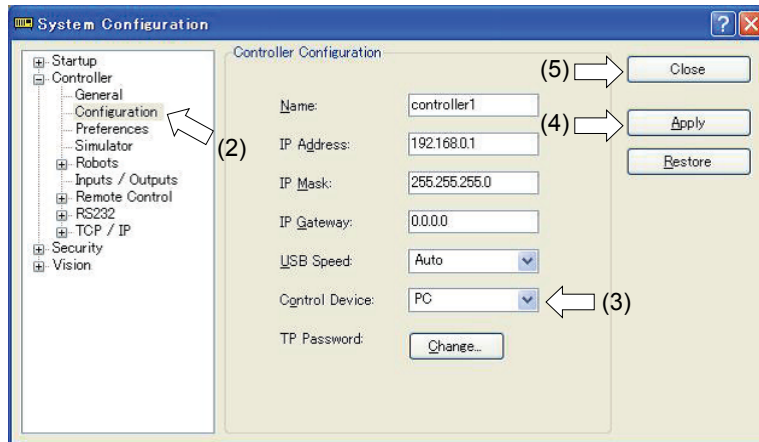 System Configuration
Startup
Controller
General
Configuration
Preferences
Simulator
Robots
Inputs / Outputs
Remote Control
RS232
TCP / IP
Security
Vision
(2)
Controller Configuration
Name: controller1
IP Address: 192.168.0.1
IP Mask: 255.255.255.0
IP Gateway: 0.0.0.0
USB Speed: Auto
Control Device: PC
(3)
TP Password: Change...
(5)
Close
(4)
Apply
Restore